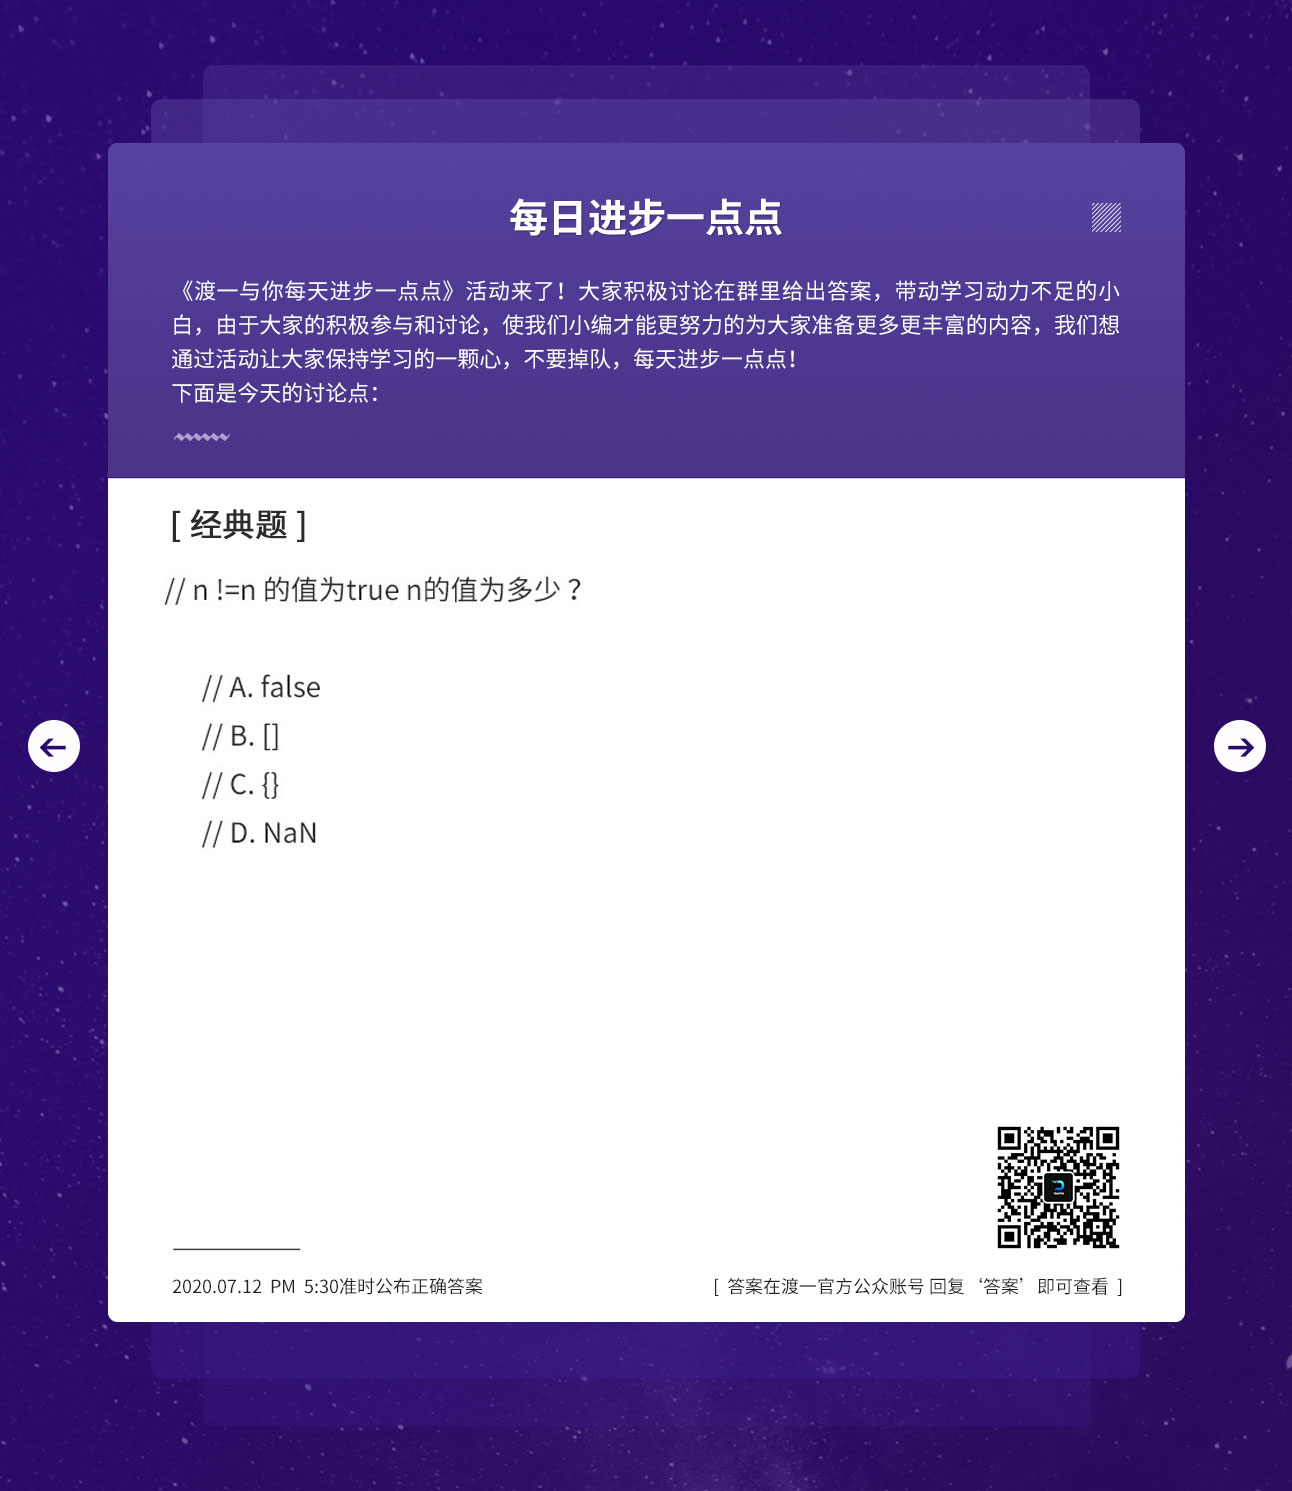 每日进步一点点
《渡一与你每天进步一点点》活动来了！大家积极讨论在群里给出答案，带动学习动力不足的小
白，由于大家的积极参与和讨论，使我们小编才能更努力的为大家准备更多更丰富的内容，我们想
通过活动让大家保持学习的一颗心，不要掉队，每天进步一点点！
下面是今天的讨论点：
[ 经典题 ]
// n !=n 的值为true n的值为多少？
// A. false
// B. []
// C. {}
// D. NaN
2020.07.12 PM 5:30准时公布正确答案
[ 答案在渡一官方公众账号 回复‘答案’即可查看 ]